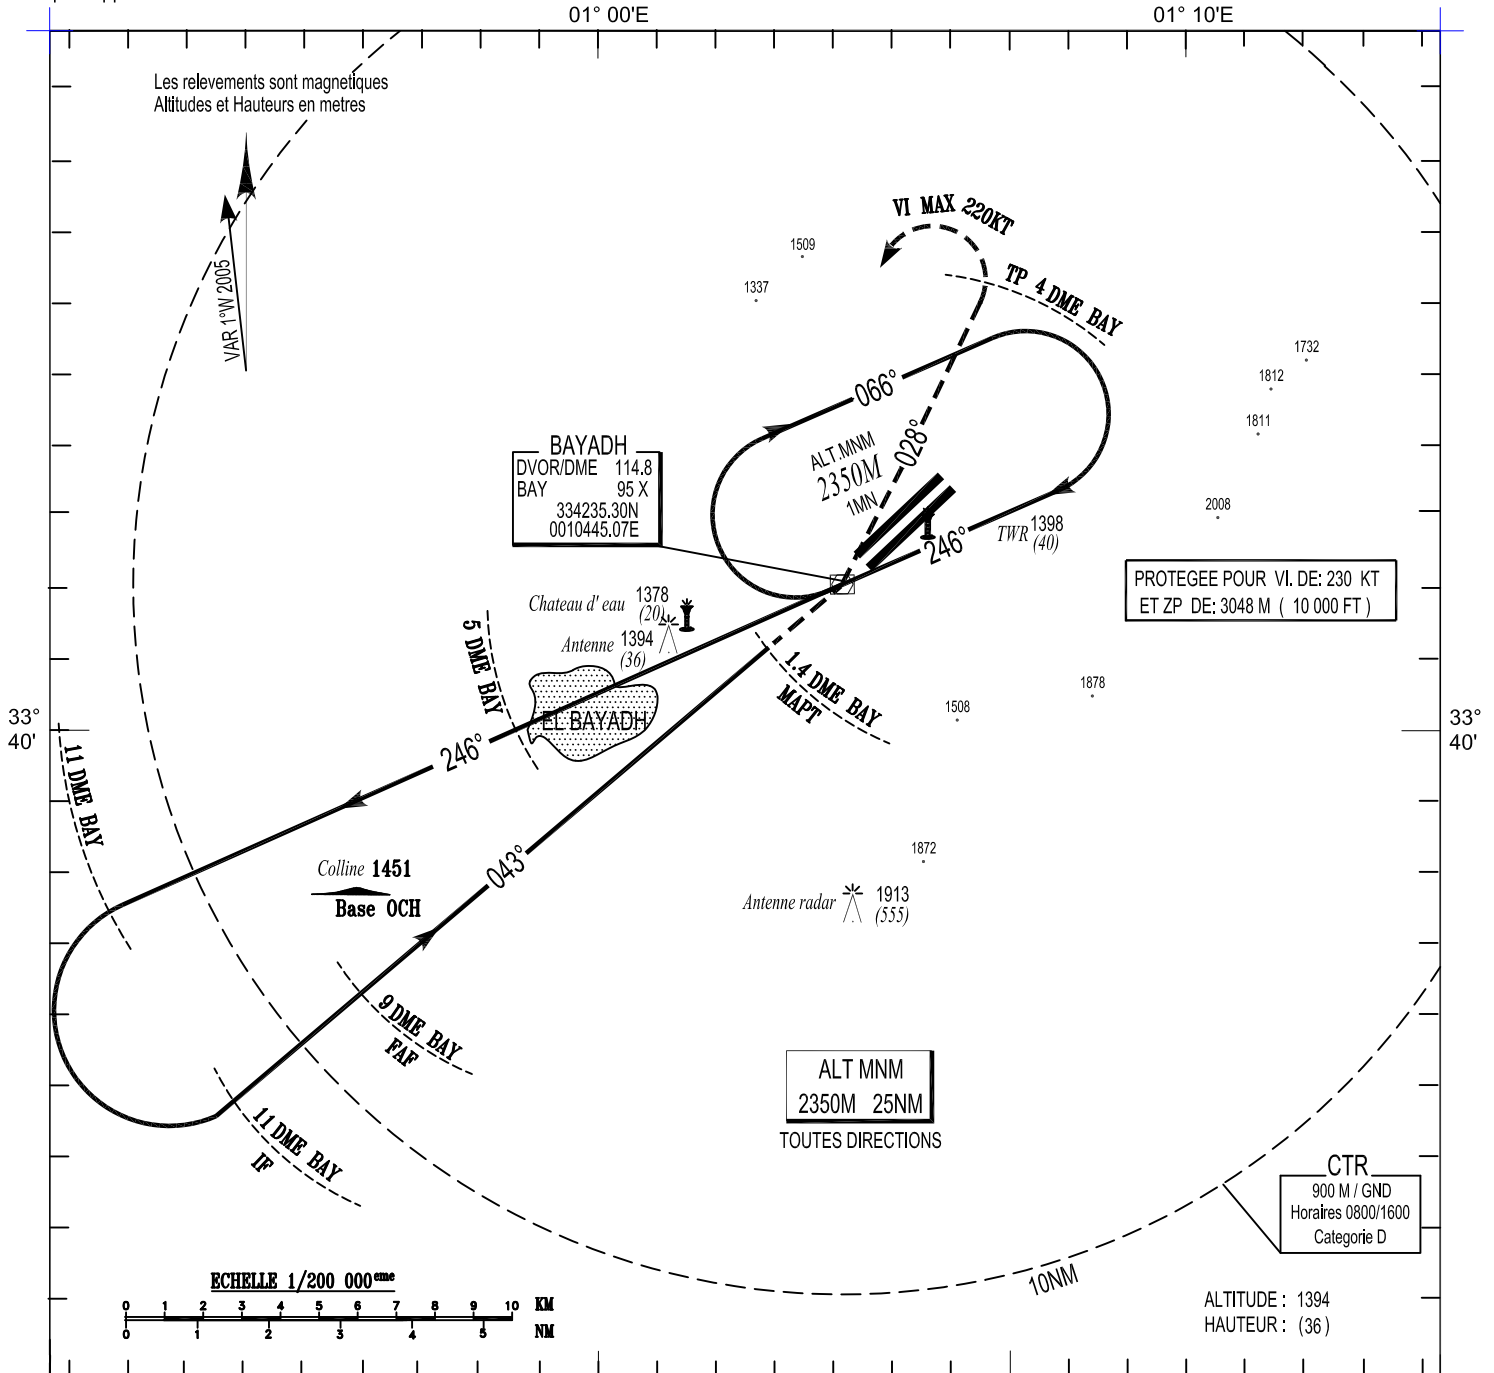 01° 00'E
01° 10'E
Les relevements sont magnetiques
Altitudes et Hauteurs en metres
VAR 1°W 2005
VI MAX 220KT
1509
1337
TP 4 DME BAY
1732
1812
1811
066°
ALT.MNM
2350M
1MN
028°
BAYADH
DVOR/DME 114.8
BAY 95 X
334235.30N
0010445.07E
2008
TWR 1398
(40)
246°
PROTEGEE POUR VI. DE: 230 KT
ET ZP DE: 3048 M ( 10 000 FT )
Chateau d' eau 1378
(20)
Antenne 1394
(36)
5 DME BAY
1.4 DME BAY
MAPT
1878
1508
EL BAYADH
33°
40'
33°
40'
246°
11 DME BAY
Colline 1451
Base OCH
043°
1872
Antenne radar 1913
(555)
9 DME BAY
FAF
ALT MNM
2350M 25NM
TOUTES DIRECTIONS
11 DME BAY
IF
CTR
900 M / GND
Horaires 0800/1600
Categorie D
10NM
ECHELLE 1/200 000eme
0 1 2 3 4 5 6 7 8 9 10 KM
0 1 2 3 4 5 NM
ALTITUDE : 1394
HAUTEUR : (36)